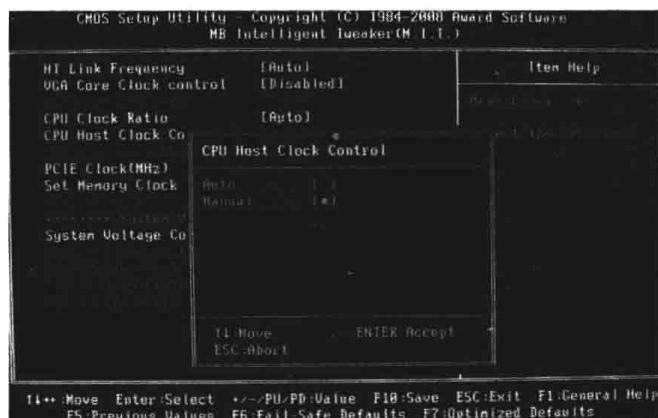 CMOS Setup Utility - Copyright (C) 1984-2008 Award Software
MB Intelligent Tweaker(M.I.T.)
HT Link Frequency [Auto]
VGA Core Clock control [Disabled]
CPU Clock Ratio [Auto]
CPU Host Clock Co
PCIE Clock(MHz)
Set Memory Clock
System Voltage Co
Item Help
CPU Host Clock Control
Auto [ ]
Manual [■]
↑↓:Move ENTER:Accept
ESC:Abort
↑↓←→:Move Enter:Select +/-/PU/PD:Value F10:Save ESC:Exit F1:General Help
F5:Previous Values F6:Fail-Safe Defaults F7:Optimized Defaults